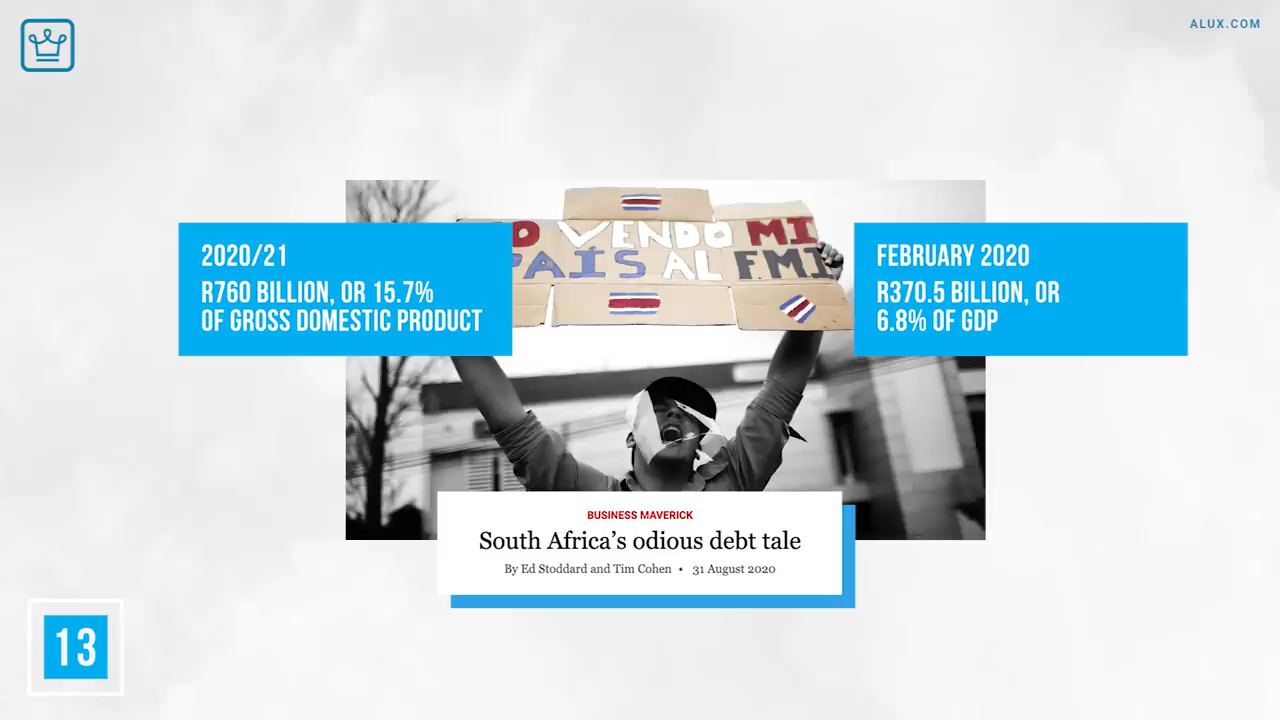 ALUX.COM
2020/21
R760 BILLION, OR 15.7%
OF GROSS DOMESTIC PRODUCT
VENDO MI
PAÍS AL F.M.I
FEBRUARY 2020
R370.5 BILLION, OR
6.8% OF GDP
BUSINESS MAVERICK
South Africa's odious debt tale
By Ed Stoddard and Tim Cohen • 31 August 2020
13